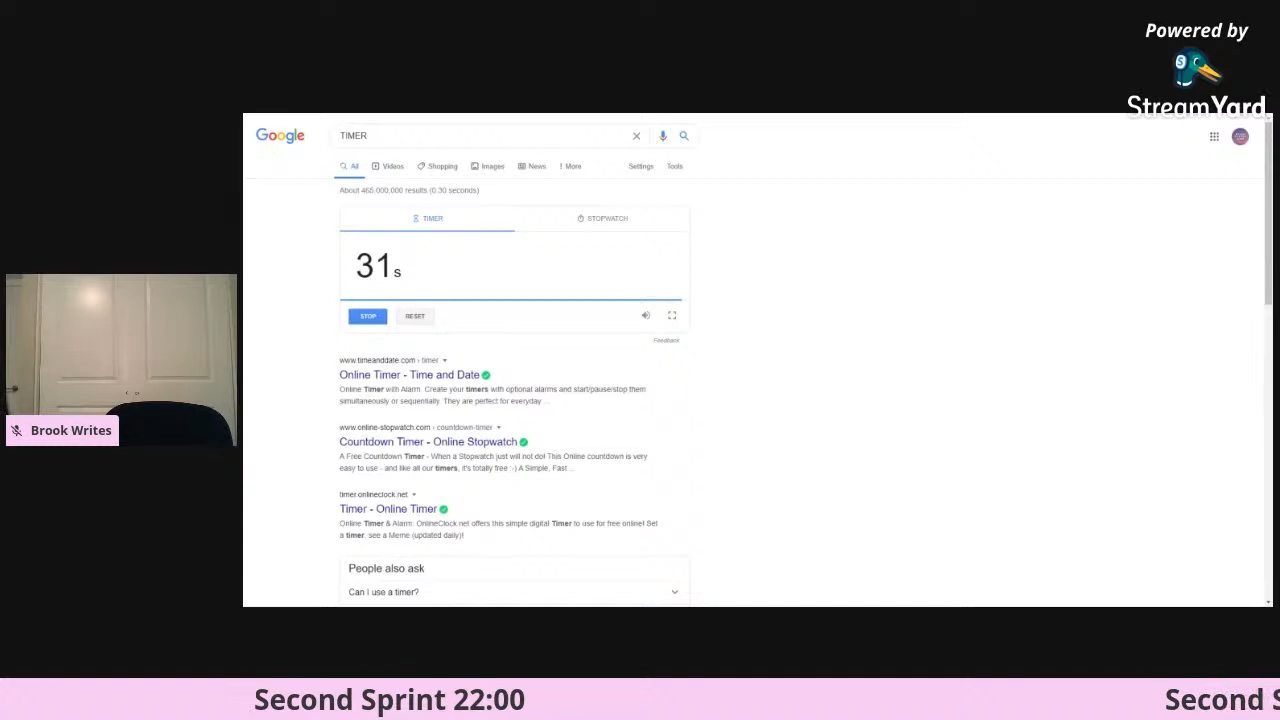 Powered by
StreamYard
Google
TIMER
All Videos Shopping Images News More Settings Tools
About 465,000,000 results (0.30 seconds)
TIMER STOPWATCH
31s
STOP RESET
Feedback
www.timeanddate.com › timer
Online Timer - Time and Date
Online Timer with Alarm. Create your timers with optional alarms and start/pause/stop them
simultaneously or sequentially. They are perfect for everyday ...
www.online-stopwatch.com › countdown-timer
Countdown Timer - Online Stopwatch
A Free Countdown Timer - When a Stopwatch just will not do! This Online countdown is very
easy to use - and like all our timers, it's totally free :-) A Simple, Fast ...
timer.onlineclock.net
Timer - Online Timer
Online Timer & Alarm: OnlineClock.net offers this simple digital Timer to use for free online! Set
a timer, see a Meme (updated daily)!
People also ask
Can I use a timer?
Brook Writes
Second Sprint 22:00
Second S